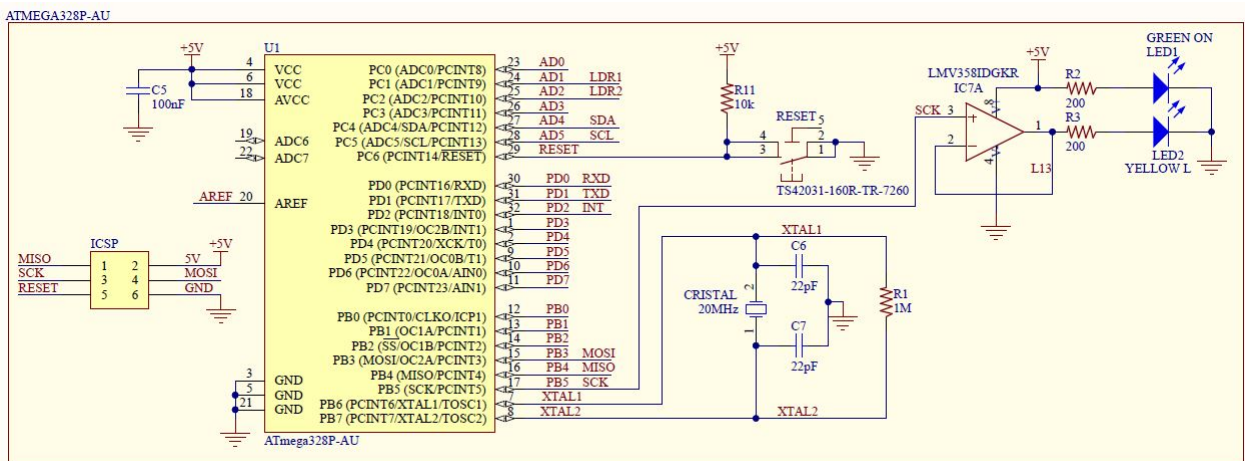 ATMEGA328P-AU
+5V
C5
100nF
U1
4 VCC
6 VCC
18 AVCC
19 ADC6
22 ADC7
AREF 20 AREF
3 GND
5 GND
21 GND
PC0 (ADC0/PCINT8) 23 AD0
PC1 (ADC1/PCINT9) 24 AD1 LDR1
PC2 (ADC2/PCINT10) 25 AD2 LDR2
PC3 (ADC3/PCINT11) 26 AD3
PC4 (ADC4/SDA/PCINT12) 27 AD4 SDA
PC5 (ADC5/SCL/PCINT13) 28 AD5 SCL
PC6 (PCINT14/RESET) 29 RESET
PD0 (PCINT16/RXD) 30 PD0 RXD
PD1 (PCINT17/TXD) 31 PD1 TXD
PD2 (PCINT18/INT0) 32 PD2 INT
PD3 (PCINT19/OC2B/INT1) 1 PD3
PD4 (PCINT20/XCK/T0) 2 PD4
PD5 (PCINT21/OC0B/T1) 9 PD5
PD6 (PCINT22/OC0A/AIN0) 10 PD6
PD7 (PCINT23/AIN1) 11 PD7
PB0 (PCINT0/CLKO/ICP1) 12 PB0
PB1 (OC1A/PCINT1) 13 PB1
PB2 (SS/OC1B/PCINT2) 14 PB2
PB3 (MOSI/OC2A/PCINT3) 15 PB3 MOSI
PB4 (MISO/PCINT4) 16 PB4 MISO
PB5 (SCK/PCINT5) 17 PB5 SCK
PB6 (PCINT6/XTAL1/TOSC1) 7 XTAL1
PB7 (PCINT7/XTAL2/TOSC2) 8 XTAL2
ATmega328P-AU
ICSP
+5V
MISO 1 2 5V
SCK 3 4 MOSI
RESET 5 6 GND
+5V
R11
10k
RESET
5
4 2
3 1
TS42031-160R-TR-7260
XTAL1
C6
22pF
2
CRISTAL
20MHz
1
C7
22pF
R1
1M
XTAL2
LMV358IDGKR
IC7A
+5V
SCK 3
+
2
-
8
V+
4
V-
1
L13
R2
200
R3
200
GREEN ON
LED1
LED2
YELLOW L